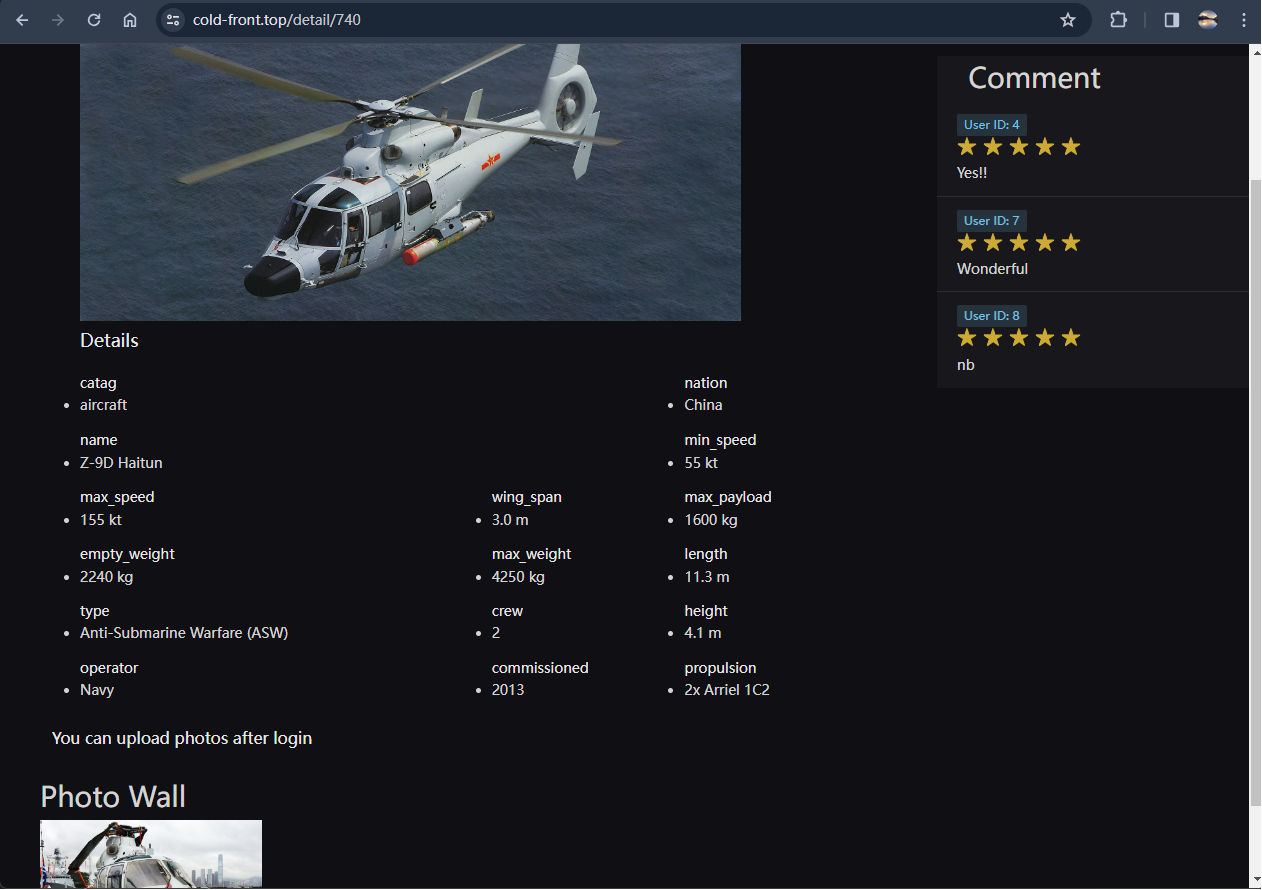 cold-front.top/detail/740
Comment
User ID: 4
Yes!!
User ID: 7
Wonderful
User ID: 8
nb
Details
catag
nation
aircraft
China
name
min_speed
Z-9D Haitun
55 kt
max_speed
wing_span
max_payload
155 kt
3.0 m
1600 kg
empty_weight
max_weight
length
2240 kg
4250 kg
11.3 m
type
crew
height
Anti-Submarine Warfare (ASW)
2
4.1 m
operator
commissioned
propulsion
Navy
2013
2x Arriel 1C2
You can upload photos after login
Photo Wall